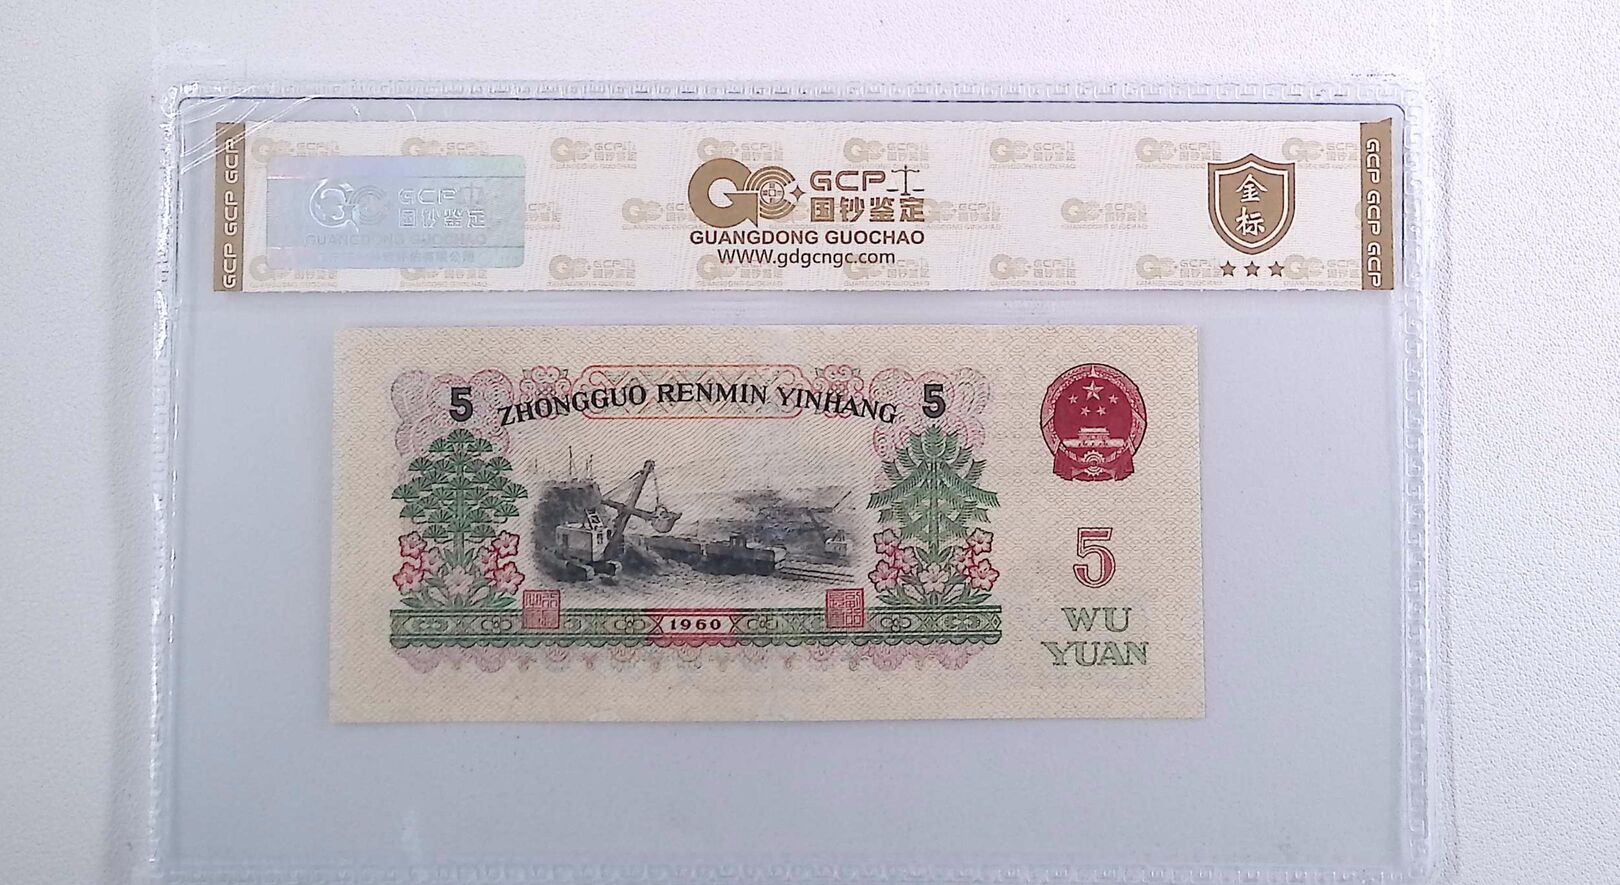 GCP GCP GCP
GCP
国钞鉴定
GUANGDONG GUOCHAO
GCP
国钞鉴定
GUANGDONG GUOCHAO
WWW.gdgcngc.com
金
标
GCP GCP GCP
5
ZHONGGUO RENMIN YINHANG
5
1960
5
WU
YUAN